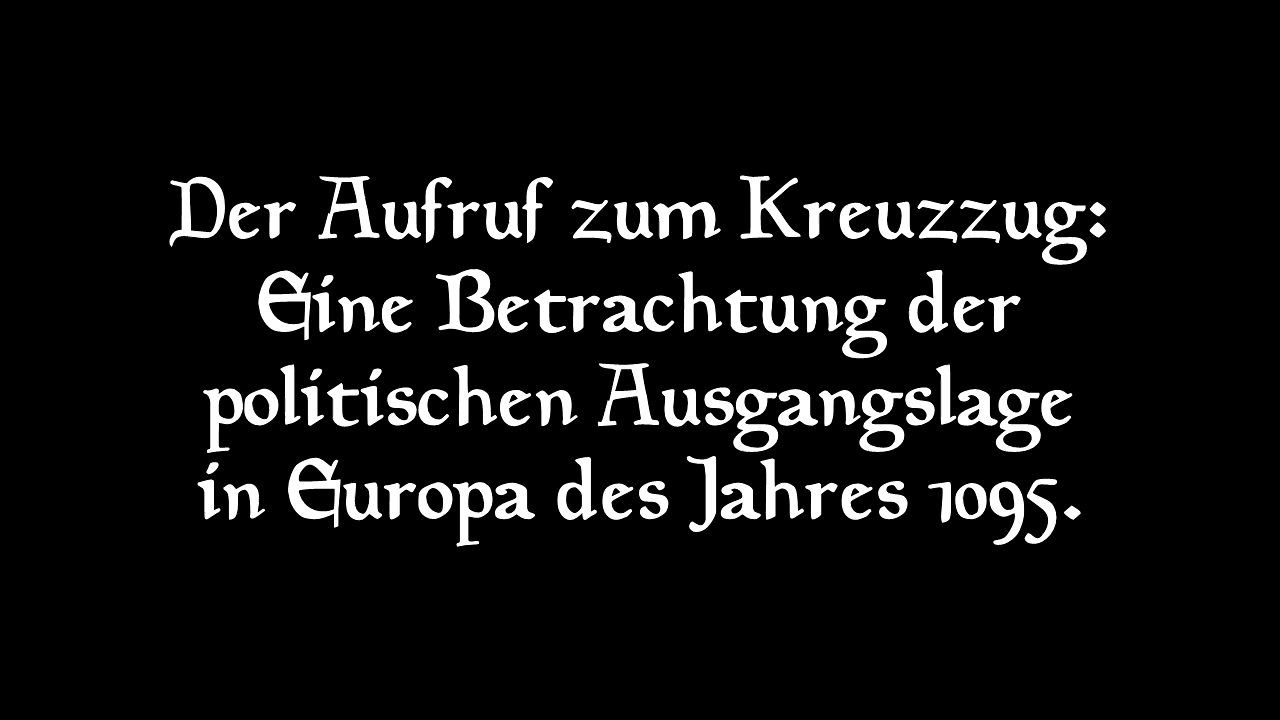 Der Aufruf zum Kreuzzug:
Eine Betrachtung der
politischen Ausgangslage
in Europa des Jahres 1095.